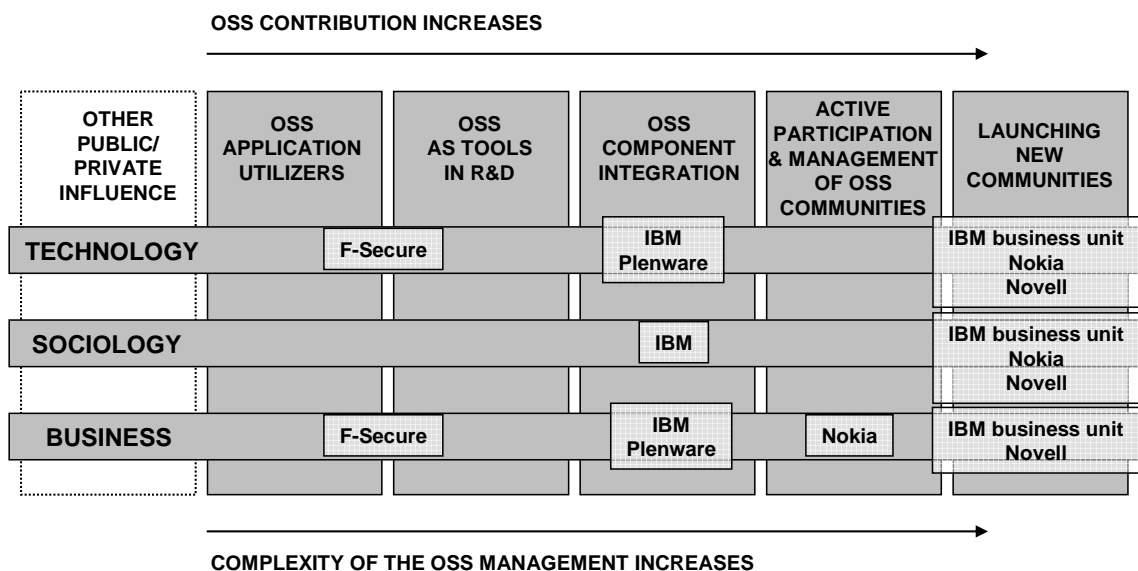 OSS CONTRIBUTION INCREASES
OTHER
PUBLIC/
PRIVATE
INFLUENCE
OSS
APPLICATION
UTILIZERS
OSS
AS TOOLS
IN R&D
OSS
COMPONENT
INTEGRATION
ACTIVE
PARTICIPATION
& MANAGEMENT
OF OSS
COMMUNITIES
LAUNCHING
NEW
COMMUNITIES
TECHNOLOGY
F-Secure
IBM
Plenware
IBM business unit
Nokia
Novell
SOCIOLOGY
IBM
IBM business unit
Nokia
Novell
BUSINESS
F-Secure
IBM
Plenware
Nokia
IBM business unit
Novell
COMPLEXITY OF THE OSS MANAGEMENT INCREASES